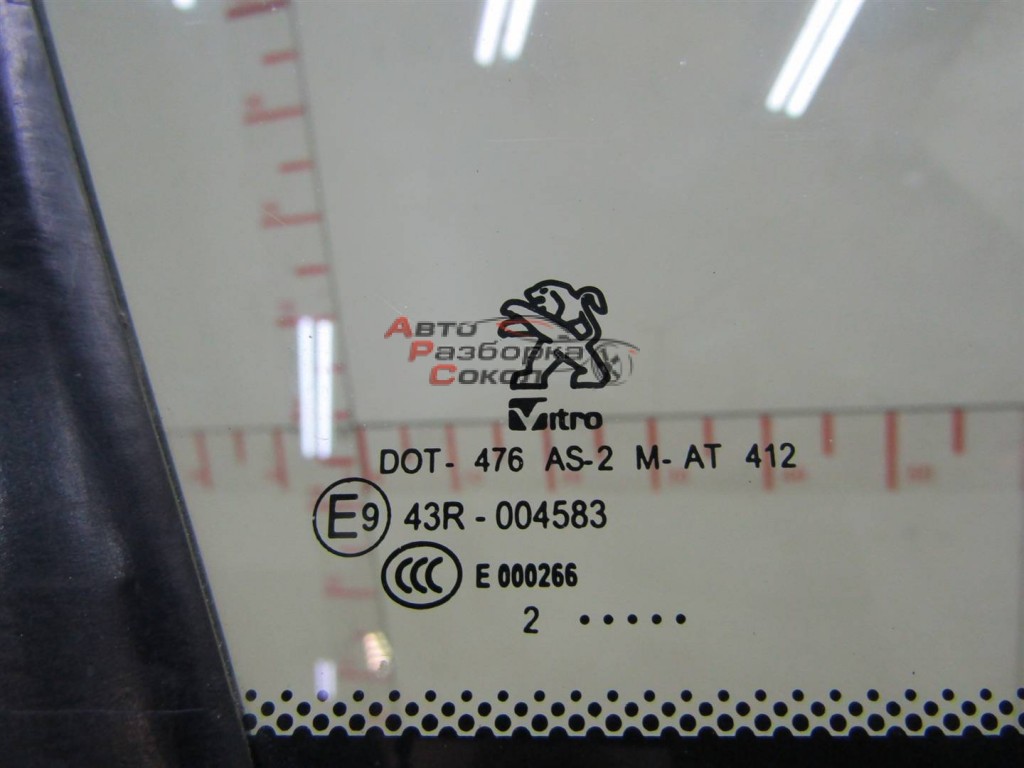 Авто
Разборка
Сокол
Vitro
DOT- 476 AS-2 M- AT 412
E9 43R - 004583
CCC E 000266
2 • • • • •